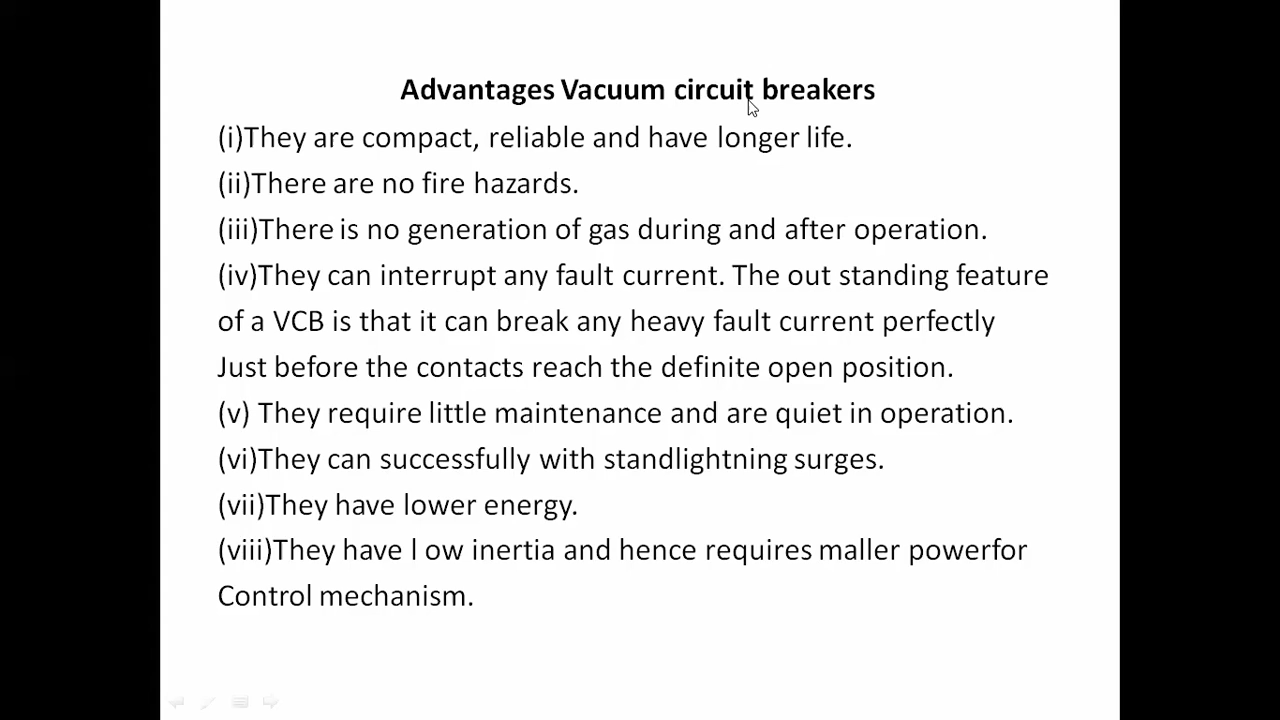 Advantages Vacuum circuit breakers
(i)They are compact, reliable and have longer life.
(ii)There are no fire hazards.
(iii)There is no generation of gas during and after operation.
(iv)They can interrupt any fault current. The out standing feature
of a VCB is that it can break any heavy fault current perfectly
Just before the contacts reach the definite open position.
(v) They require little maintenance and are quiet in operation.
(vi)They can successfully with standlightning surges.
(vii)They have lower energy.
(viii)They have l ow inertia and hence requires maller powerfor
Control mechanism.